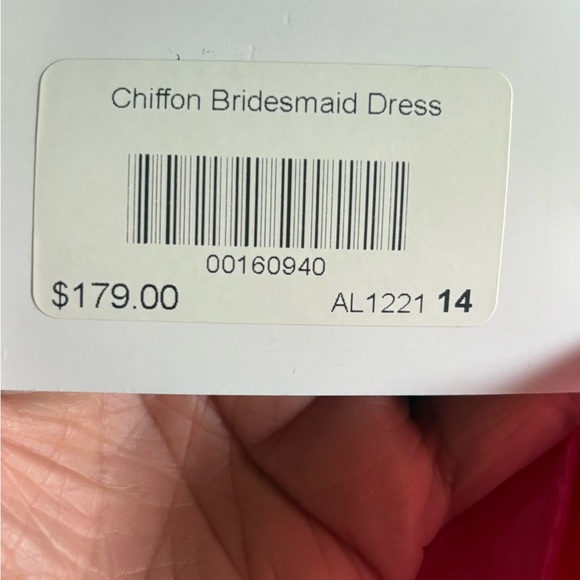 Chiffon Bridesmaid Dress
00160940
$179.00 AL1221 14